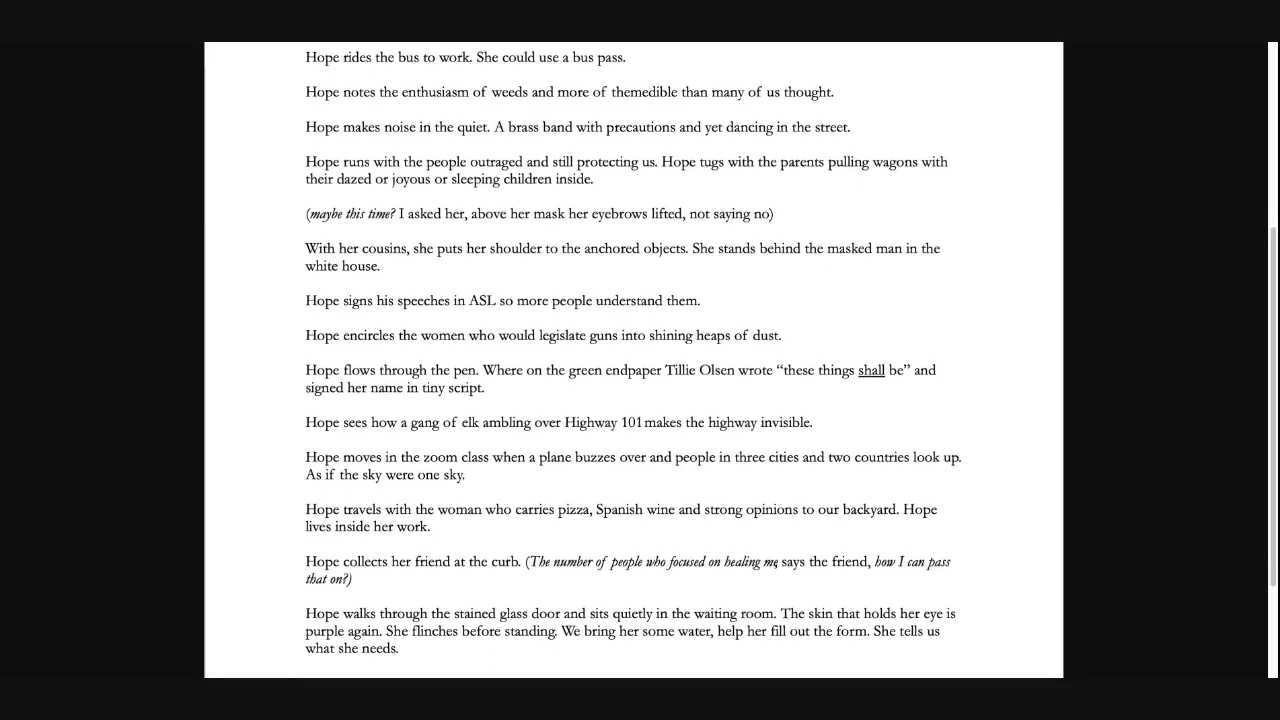 Hope rides the bus to work. She could use a bus pass.
Hope notes the enthusiasm of weeds and more of themedible than many of us thought.
Hope makes noise in the quiet. A brass band with precautions and yet dancing in the street.
Hope runs with the people outraged and still protecting us. Hope tugs with the parents pulling wagons with
their dazed or joyous or sleeping children inside.
(maybe this time? I asked her, above her mask her eyebrows lifted, not saying no)
With her cousins, she puts her shoulder to the anchored objects. She stands behind the masked man in the
white house.
Hope signs his speeches in ASL so more people understand them.
Hope encircles the women who would legislate guns into shining heaps of dust.
Hope flows through the pen. Where on the green endpaper Tillie Olsen wrote “these things shall be” and
signed her name in tiny script.
Hope sees how a gang of elk ambling over Highway 101makes the highway invisible.
Hope moves in the zoom class when a plane buzzes over and people in three cities and two countries look up.
As if the sky were one sky.
Hope travels with the woman who carries pizza, Spanish wine and strong opinions to our backyard. Hope
lives inside her work.
Hope collects her friend at the curb. (The number of people who focused on healing me, says the friend, how I can pass
that on?)
Hope walks through the stained glass door and sits quietly in the waiting room. The skin that holds her eye is
purple again. She flinches before standing. We bring her some water, help her fill out the form. She tells us
what she needs.